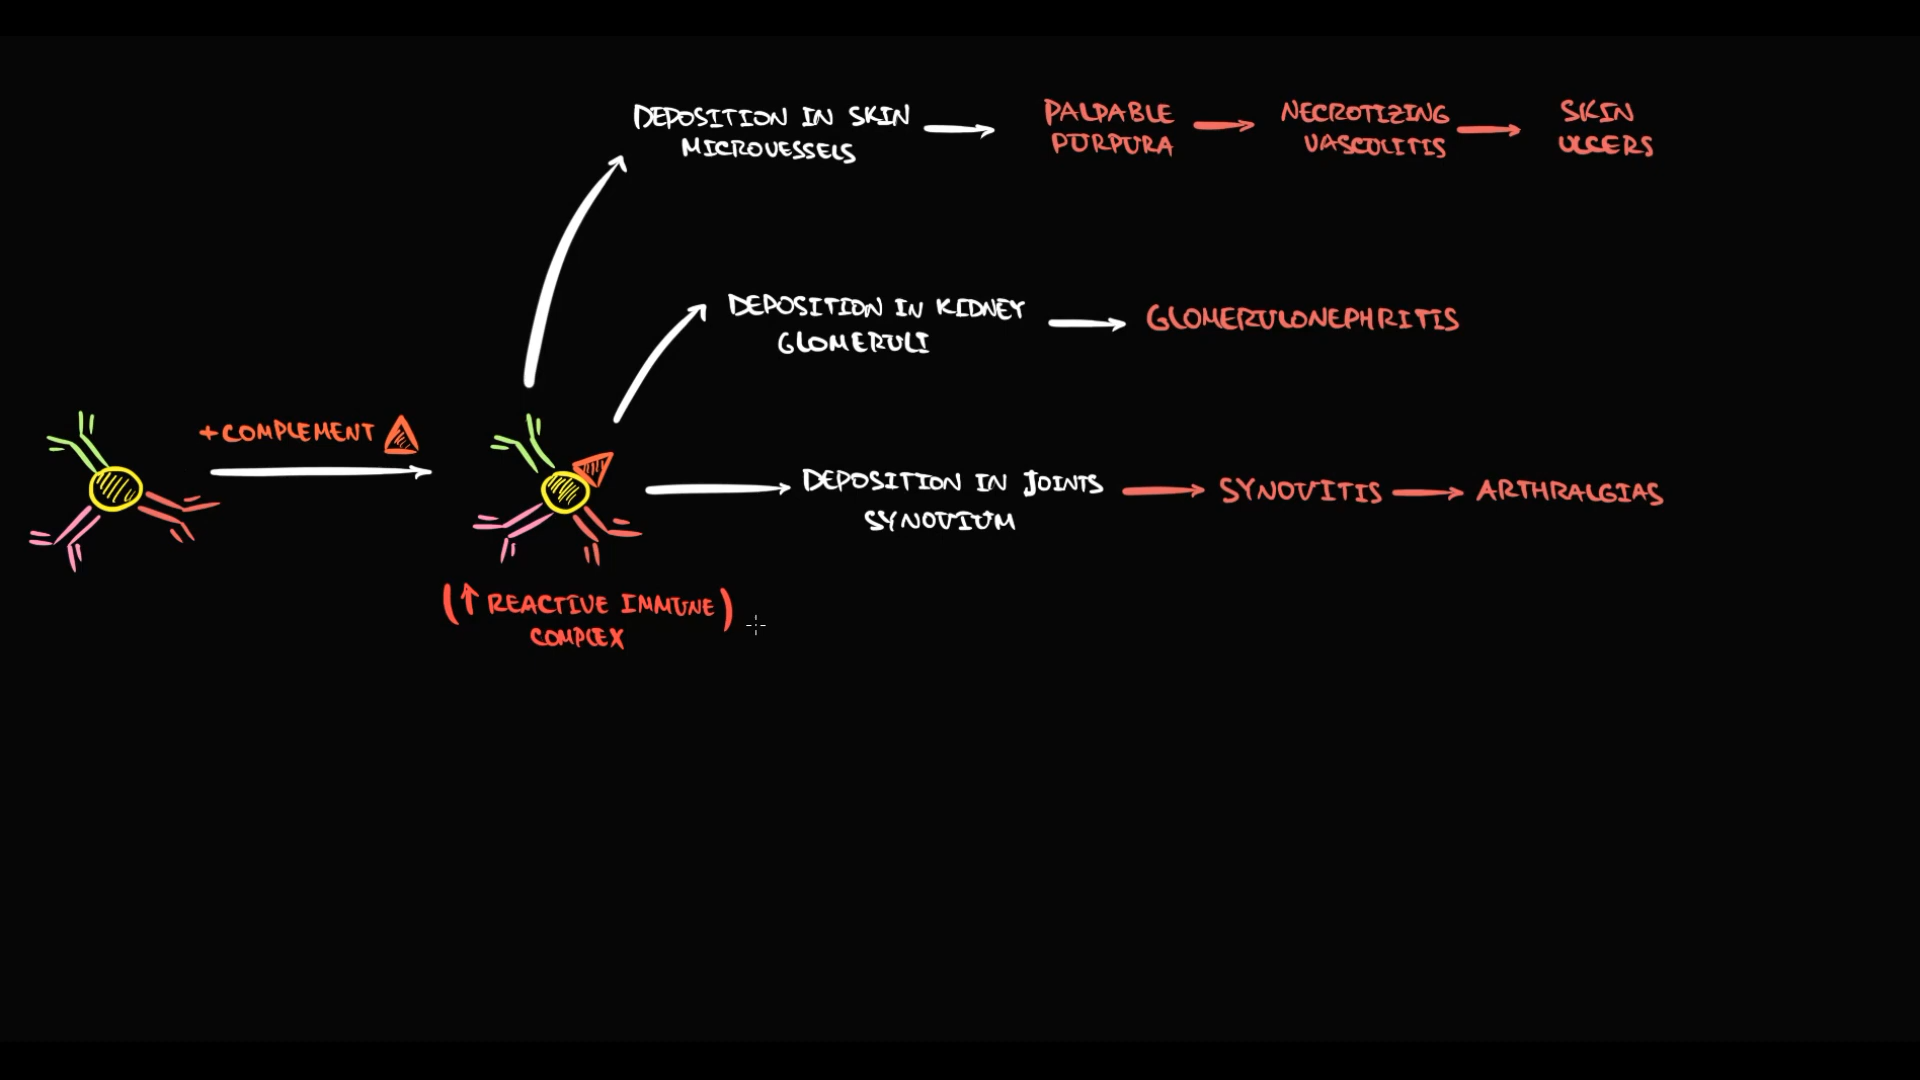 DEPOSITION IN SKIN
MICROVESSELS
PALPABLE
PURPURA
NECROTIZING
VASCULITIS
SKIN
ULCERS
DEPOSITION IN KIDNEY
GLOMERULI
GLOMERULONEPHRITIS
+COMPLEMENT
DEPOSITION IN JOINTS
SYNOVIUM
SYNOVITIS
ARTHRALGIAS
(↑ REACTIVE IMMUNE)
COMPLEX